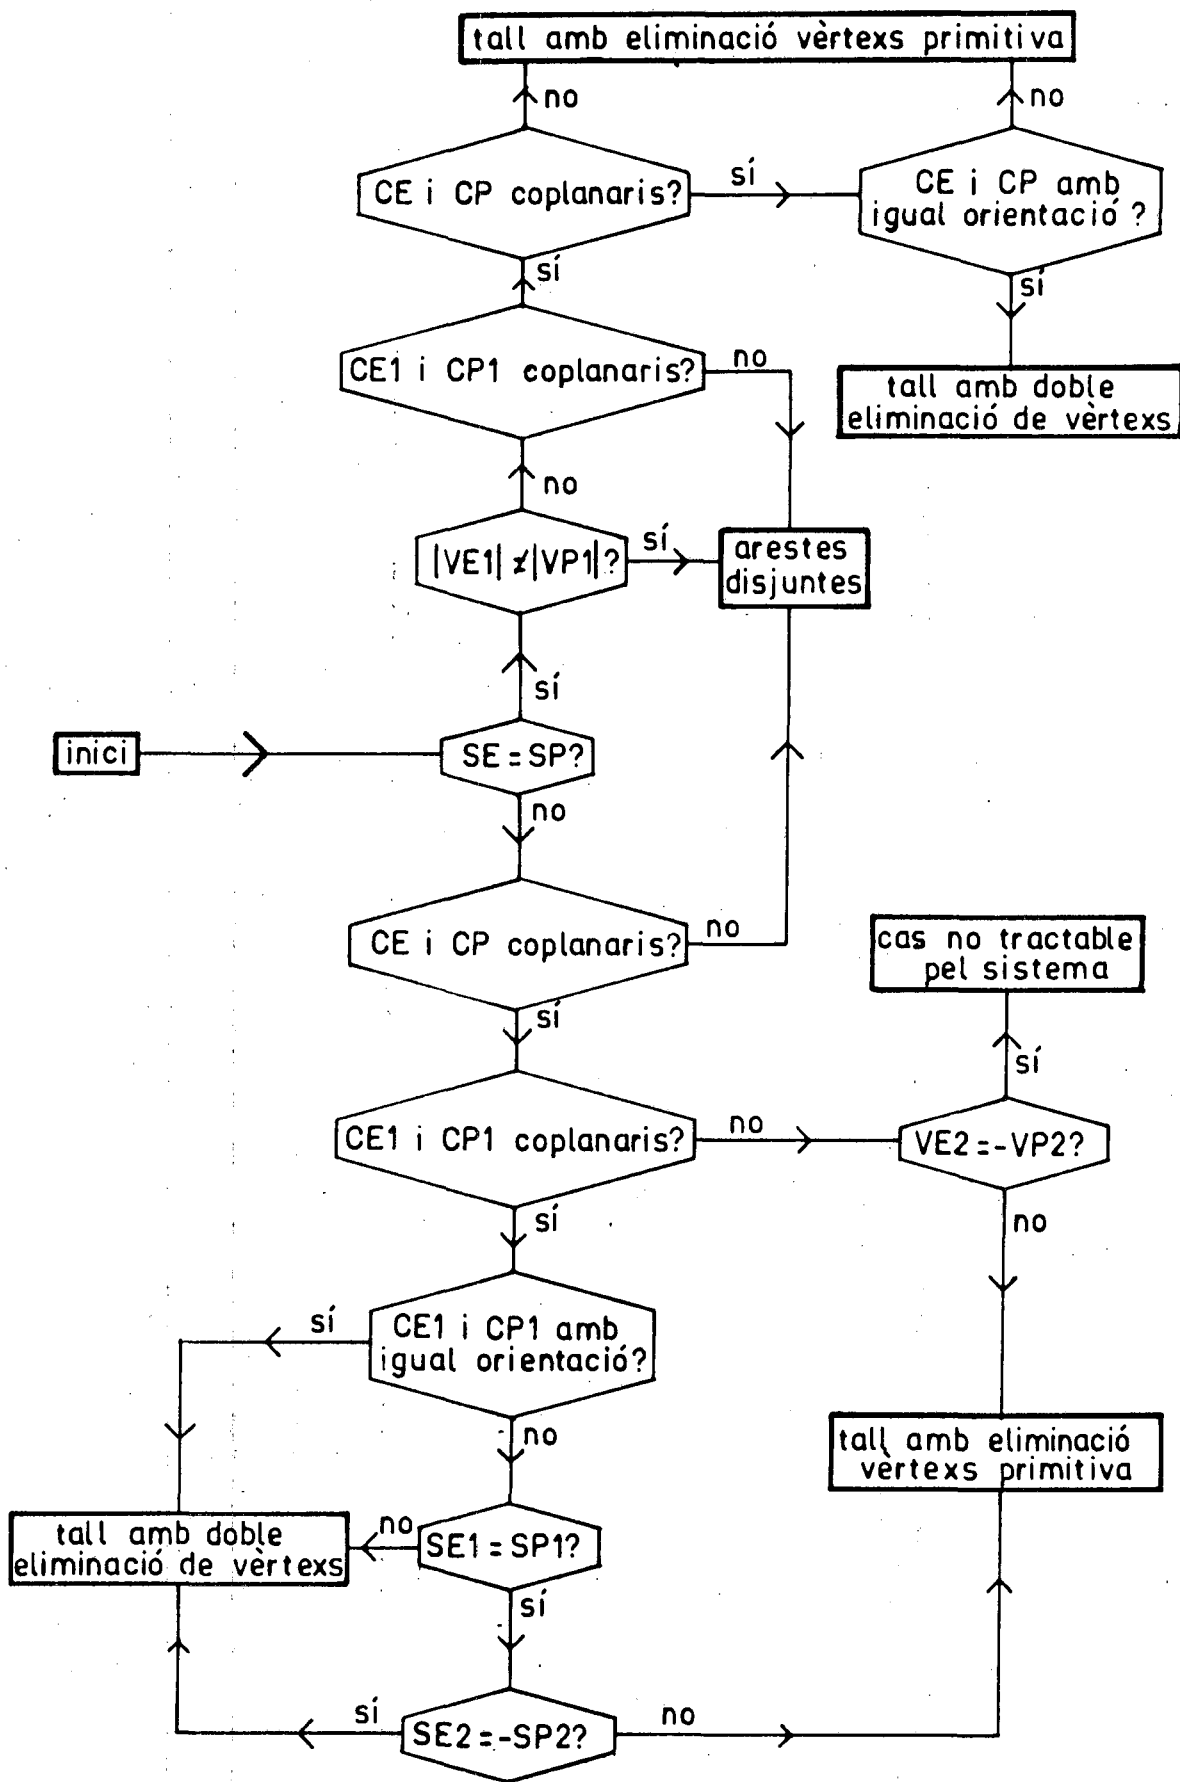 tall amb eliminació vèrtexs primitiva
no
no
CE i CP coplanaris?
sí
CE i CP amb
igual orientació ?
sí
sí
CE1 i CP1 coplanaris?
no
tall amb doble
eliminació de vèrtexs
no
|VE1| ≠ |VP1| ?
sí
arestes
disjuntes
sí
inici
SE = SP?
no
CE i CP coplanaris?
no
cas no tractable
pel sistema
sí
sí
CE1 i CP1 coplanaris?
no
VE2 = -VP2?
sí
no
CE1 i CP1 amb
igual orientació?
sí
no
tall amb eliminació
vèrtexs primitiva
tall amb doble
eliminació de vèrtexs
no
SE1 = SP1?
sí
sí
SE2 = -SP2?
no